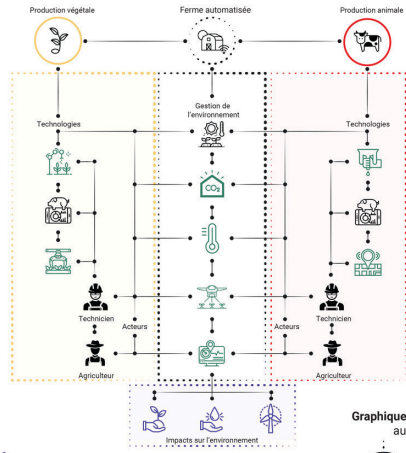 Production végétale
Ferme automatisée
Production animale
Gestion de
l'environnement
Technologies
Technologies
CO₂
Technicien
Technicien
Acteurs
Acteurs
Agriculteur
Agriculteur
Impacts sur l'environnement
Graphique
au